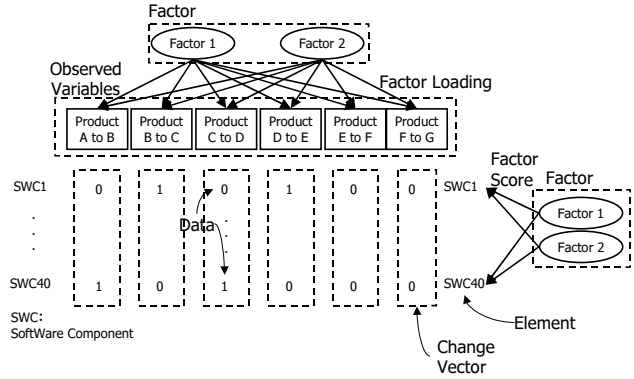 Factor
Factor 1
Factor 2
Observed
Variables
Factor Loading
Product
A to B
Product
B to C
Product
C to D
Product
D to E
Product
E to F
Product
F to G
Factor
Score
Factor
SWC1
0
1
0
1
0
0
SWC1
Factor 1
Factor 2
.
.
.
Data
.
.
.
SWC40
1
0
1
0
0
0
SWC40
SWC:
SoftWare Component
Element
Change
Vector